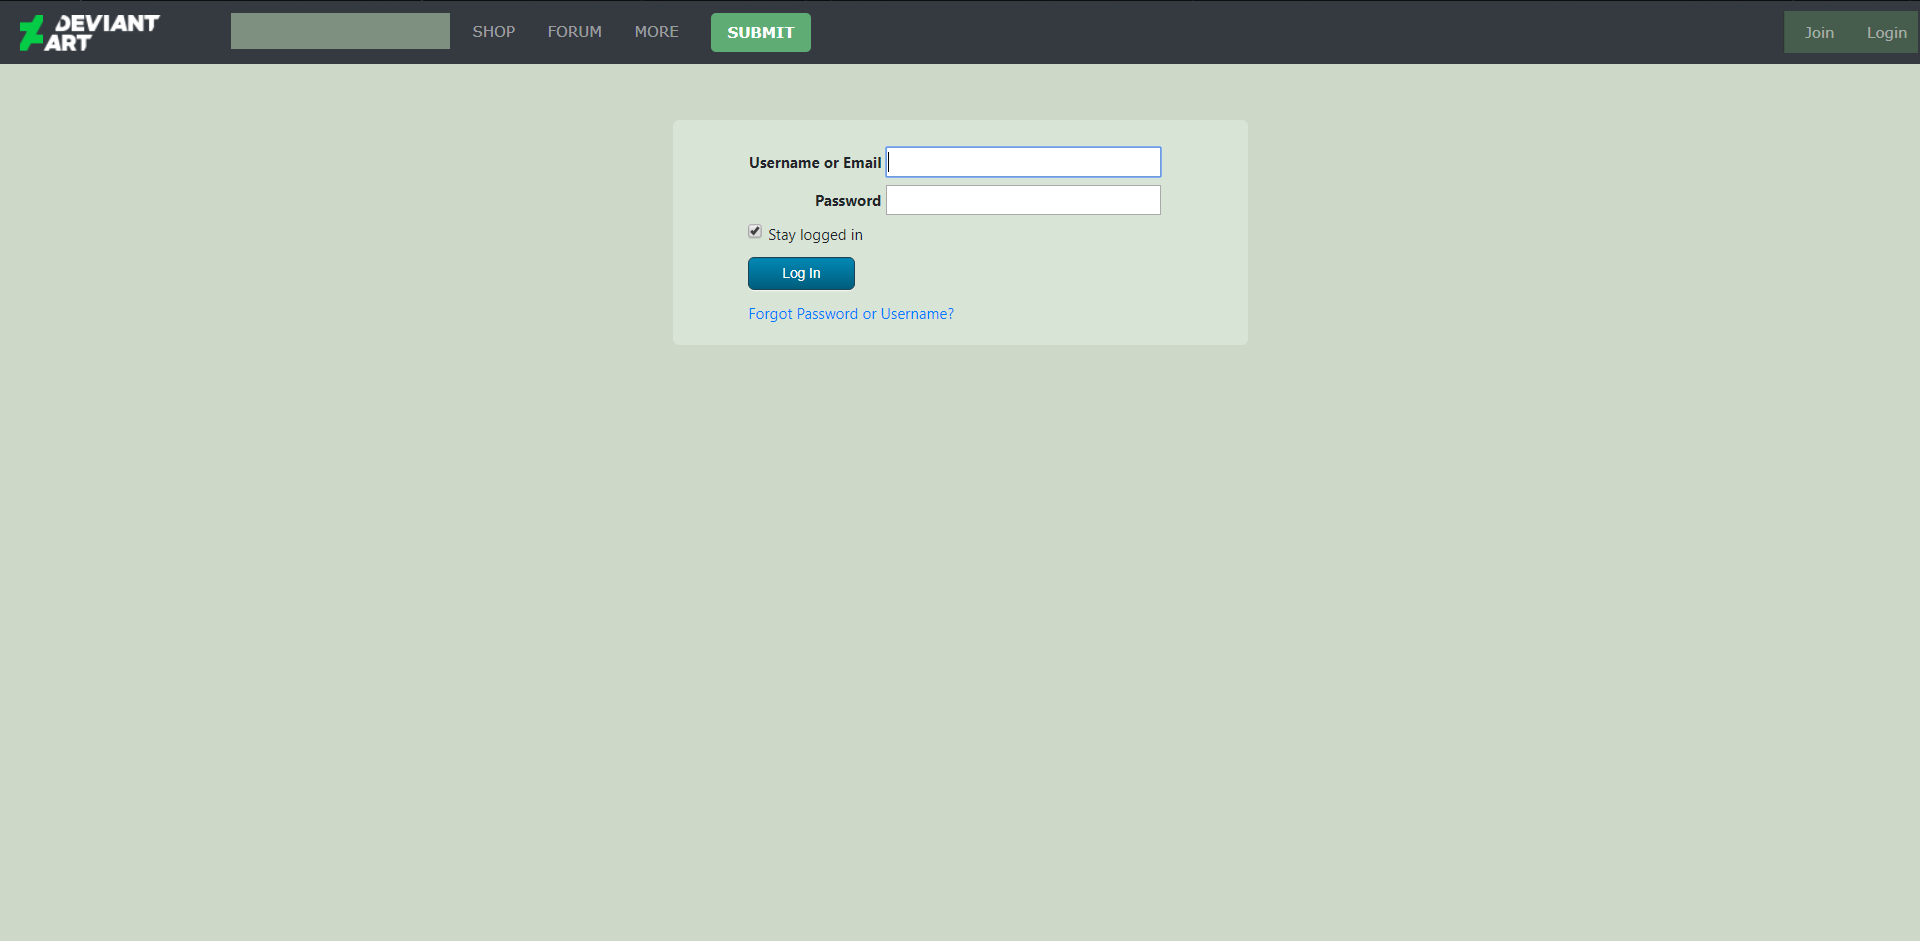 DEVIANT
ART
SHOP
FORUM
MORE
SUBMIT
Join
Login
Username or Email
Password
Stay logged in
Log In
Forgot Password or Username?